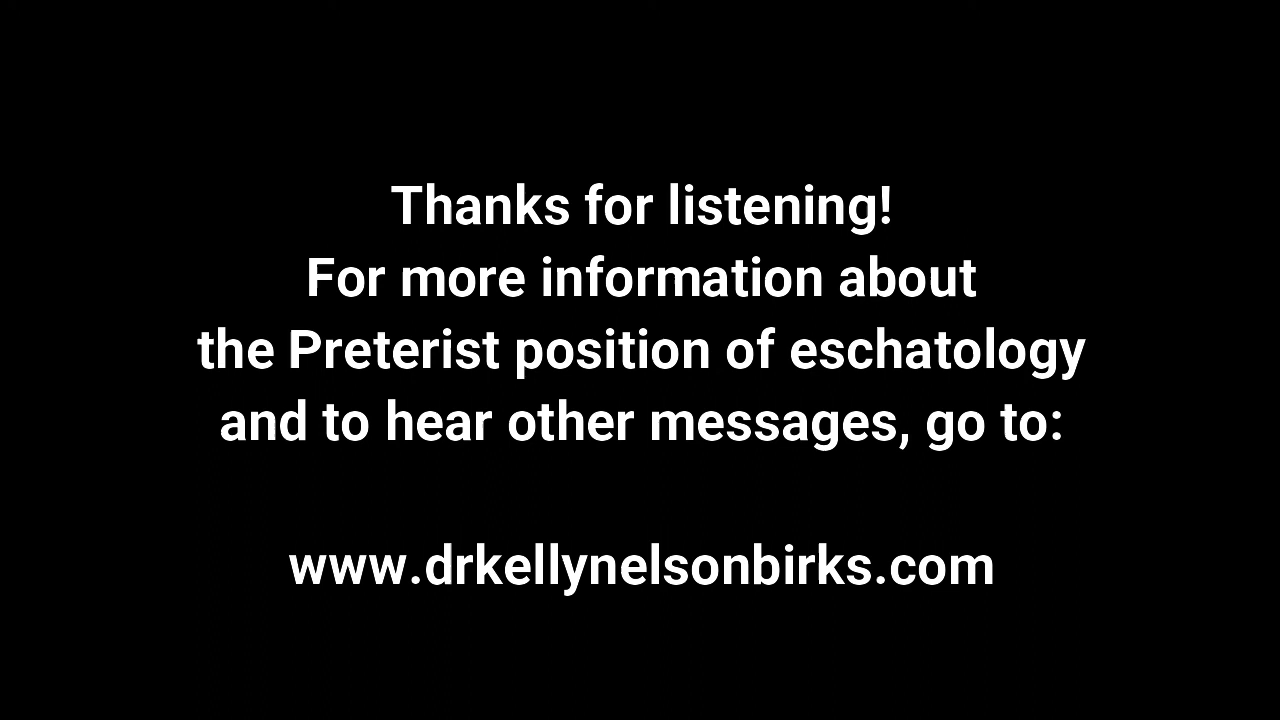 Thanks for listening!
For more information about
the Preterist position of eschatology
and to hear other messages, go to:
www.drkellynelsonbirks.com